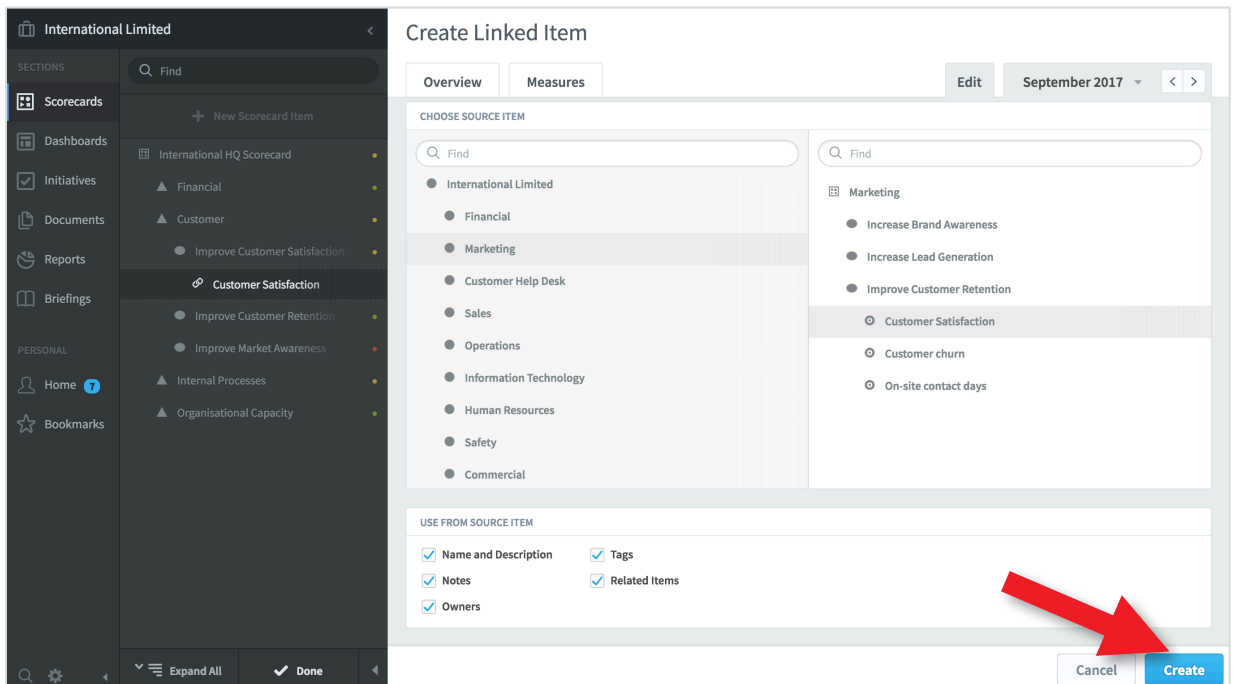 International Limited
SECTIONS
Scorecards
Dashboards
Initiatives
Documents
Reports
Briefings
PERSONAL
Home 7
Bookmarks
Find
New Scorecard Item
International HQ Scorecard
Financial
Customer
Improve Customer Satisfaction
Customer Satisfaction
Improve Customer Retention
Improve Market Awareness
Internal Processes
Organisational Capacity
Expand All
Done
Create Linked Item
Overview
Measures
Edit
September 2017
CHOOSE SOURCE ITEM
Find
International Limited
Financial
Marketing
Customer Help Desk
Sales
Operations
Information Technology
Human Resources
Safety
Commercial
Find
Marketing
Increase Brand Awareness
Increase Lead Generation
Improve Customer Retention
Customer Satisfaction
Customer churn
On-site contact days
USE FROM SOURCE ITEM
Name and Description
Tags
Notes
Related Items
Owners
Cancel
Create